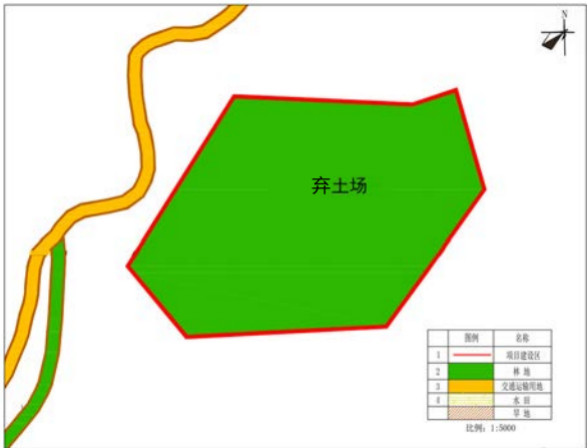 N
弃土场
图例 名称
1 项目建设区
2 林 地
3 交通运输用地
4 水 田
旱 地
比例：1:5000